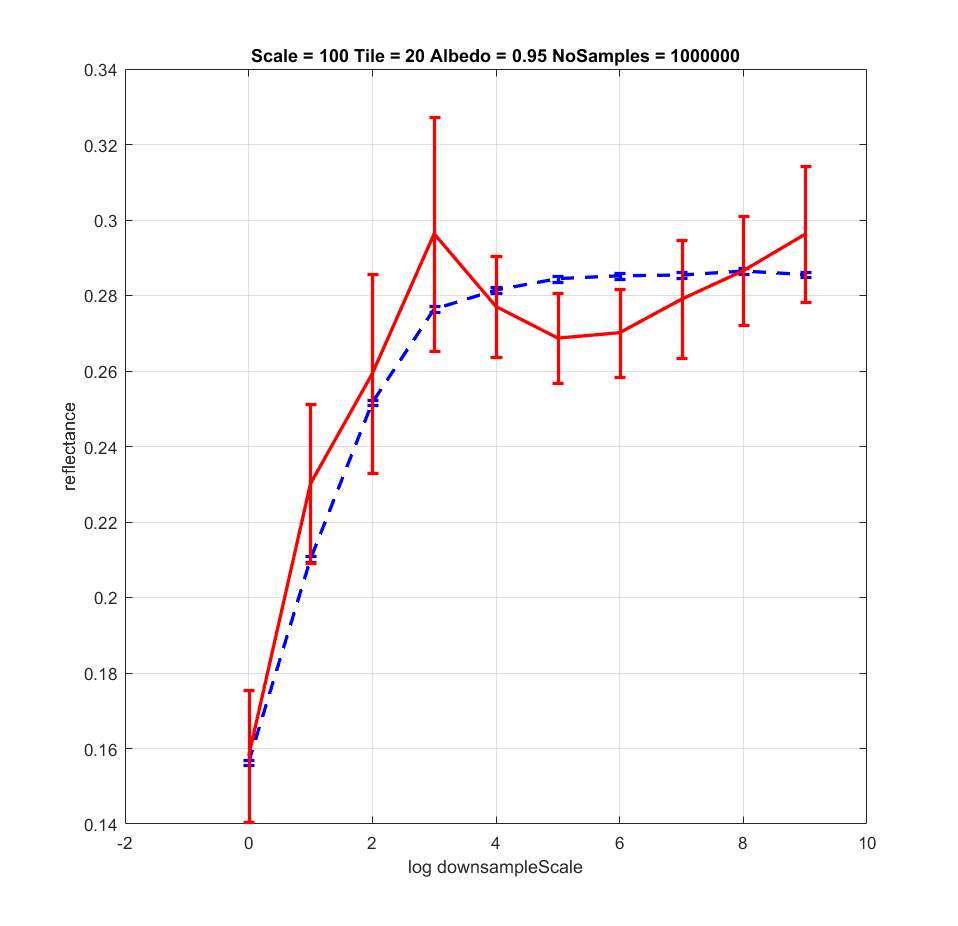 Scale = 100 Tile = 20 Albedo = 0.95 NoSamples = 1000000
0.34
0.32
0.3
0.28
0.26
0.24
0.22
0.2
0.18
0.16
0.14
reflectance
-2 0 2 4 6 8 10
log downsampleScale